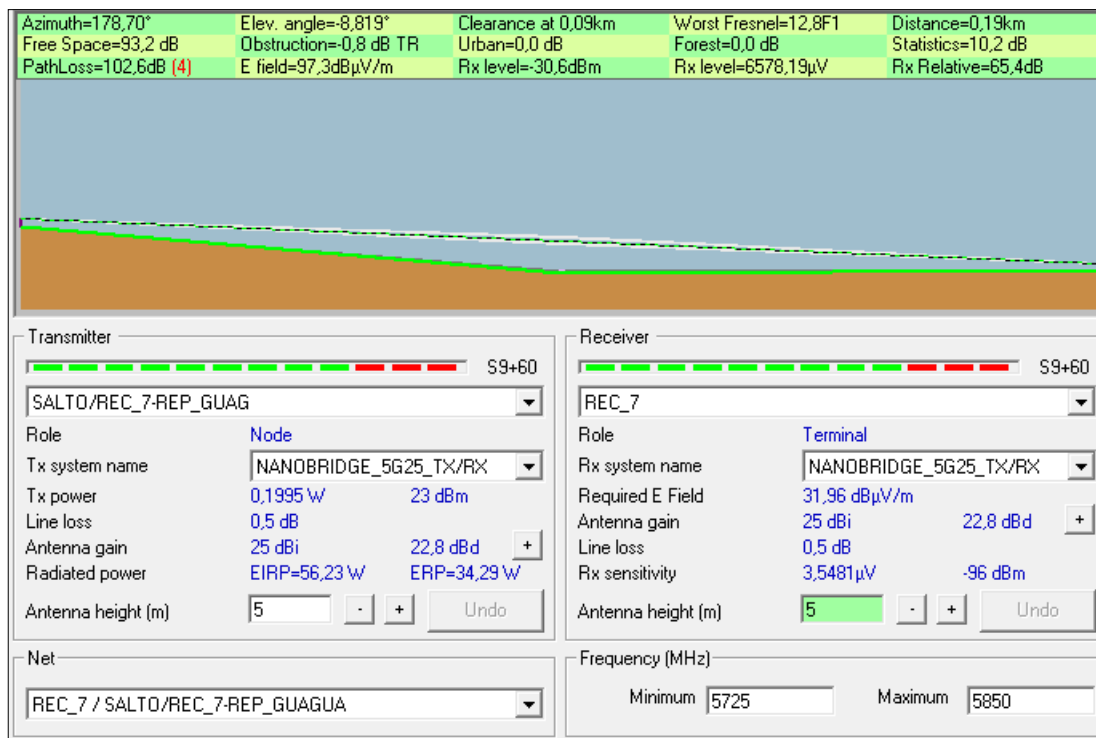 Azimuth=178,70° Elev. angle=-8,819° Clearance at 0,09km Worst Fresnel=12,8F1 Distance=0,19km
Free Space=93,2 dB Obstruction=-0,8 dB TR Urban=0,0 dB Forest=0,0 dB Statistics=10,2 dB
PathLoss=102,6dB (4) E field=97,3dBµV/m Rx level=-30,6dBm Rx level=6578,19µV Rx Relative=65,4dB
Transmitter
S9+60
SALTO/REC_7-REP_GUAG
Role Node
Tx system name NANOBRIDGE_5G25_TX/RX
Tx power 0,1995 W 23 dBm
Line loss 0,5 dB
Antenna gain 25 dBi 22,8 dBd +
Radiated power EIRP=56,23 W ERP=34,29 W
Antenna height (m) 5 - + Undo
Receiver
S9+60
REC_7
Role Terminal
Rx system name NANOBRIDGE_5G25_TX/RX
Required E Field 31,96 dBµV/m
Antenna gain 25 dBi 22,8 dBd +
Line loss 0,5 dB
Rx sensitivity 3,5481µV -96 dBm
Antenna height (m) 5 - + Undo
Net
REC_7 / SALTO/REC_7-REP_GUAGUA
Frequency (MHz)
Minimum 5725 Maximum 5850